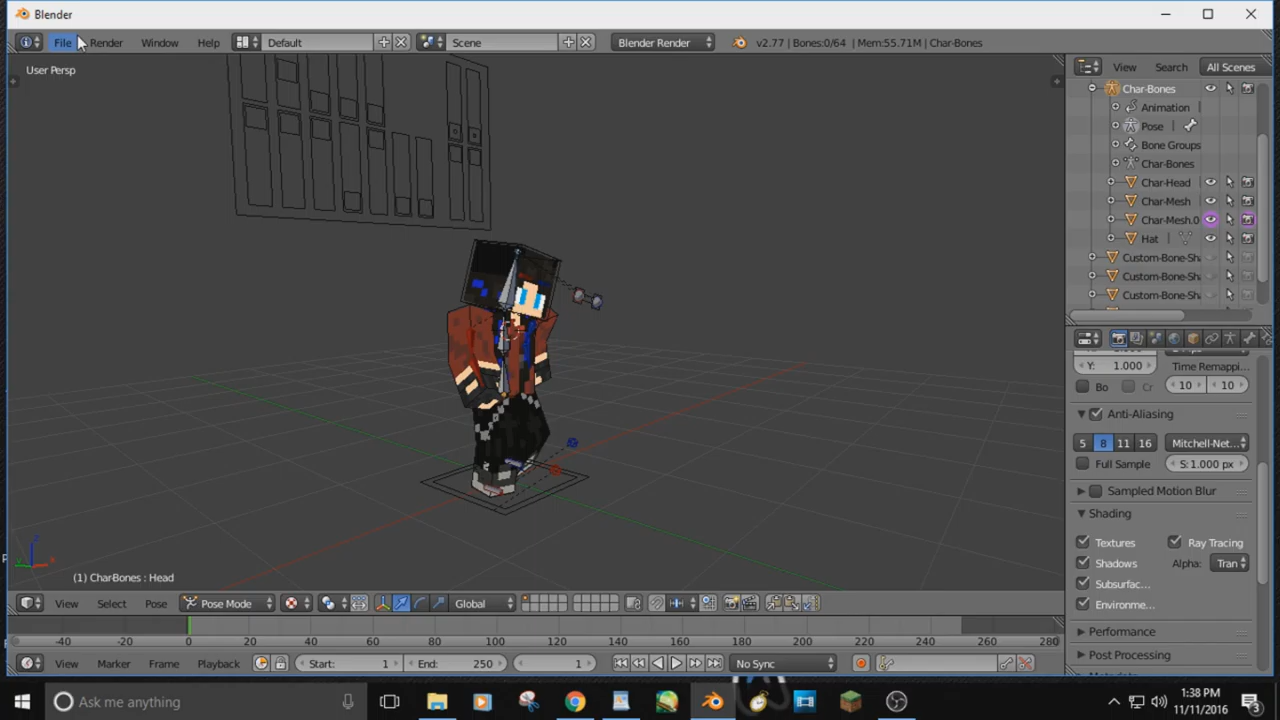 Blender
File Render Window Help Default Scene Blender Render v2.77 | Bones:0/64 | Mem:55.71M | Char-Bones
User Persp
View Search All Scenes
Char-Bones
Animation
Pose
Bone Groups
Char-Bones
Char-Head
Char-Mesh
Char-Mesh.0
Hat
Custom-Bone-Sh
Custom-Bone-Sh
Custom-Bone-Sh
Y: 1.000
Time Remappi..
Bo Cr 10 10
Anti-Aliasing
5 8 11 16 Mitchell-Net...
Full Sample S: 1.000 px
Sampled Motion Blur
Shading
Textures Ray Tracing
Shadows Alpha: Tran
Subsurfac...
Environme...
Performance
Post Processing
(1) Char-Bones : Head
View Select Pose Pose Mode Global
-40 -20 0 20 40 60 80 100 120 140 160 180 200 220 240 260 280
View Marker Frame Playback Start: 1 End: 250 1 No Sync
Ask me anything
1:38 PM
11/11/2016
3